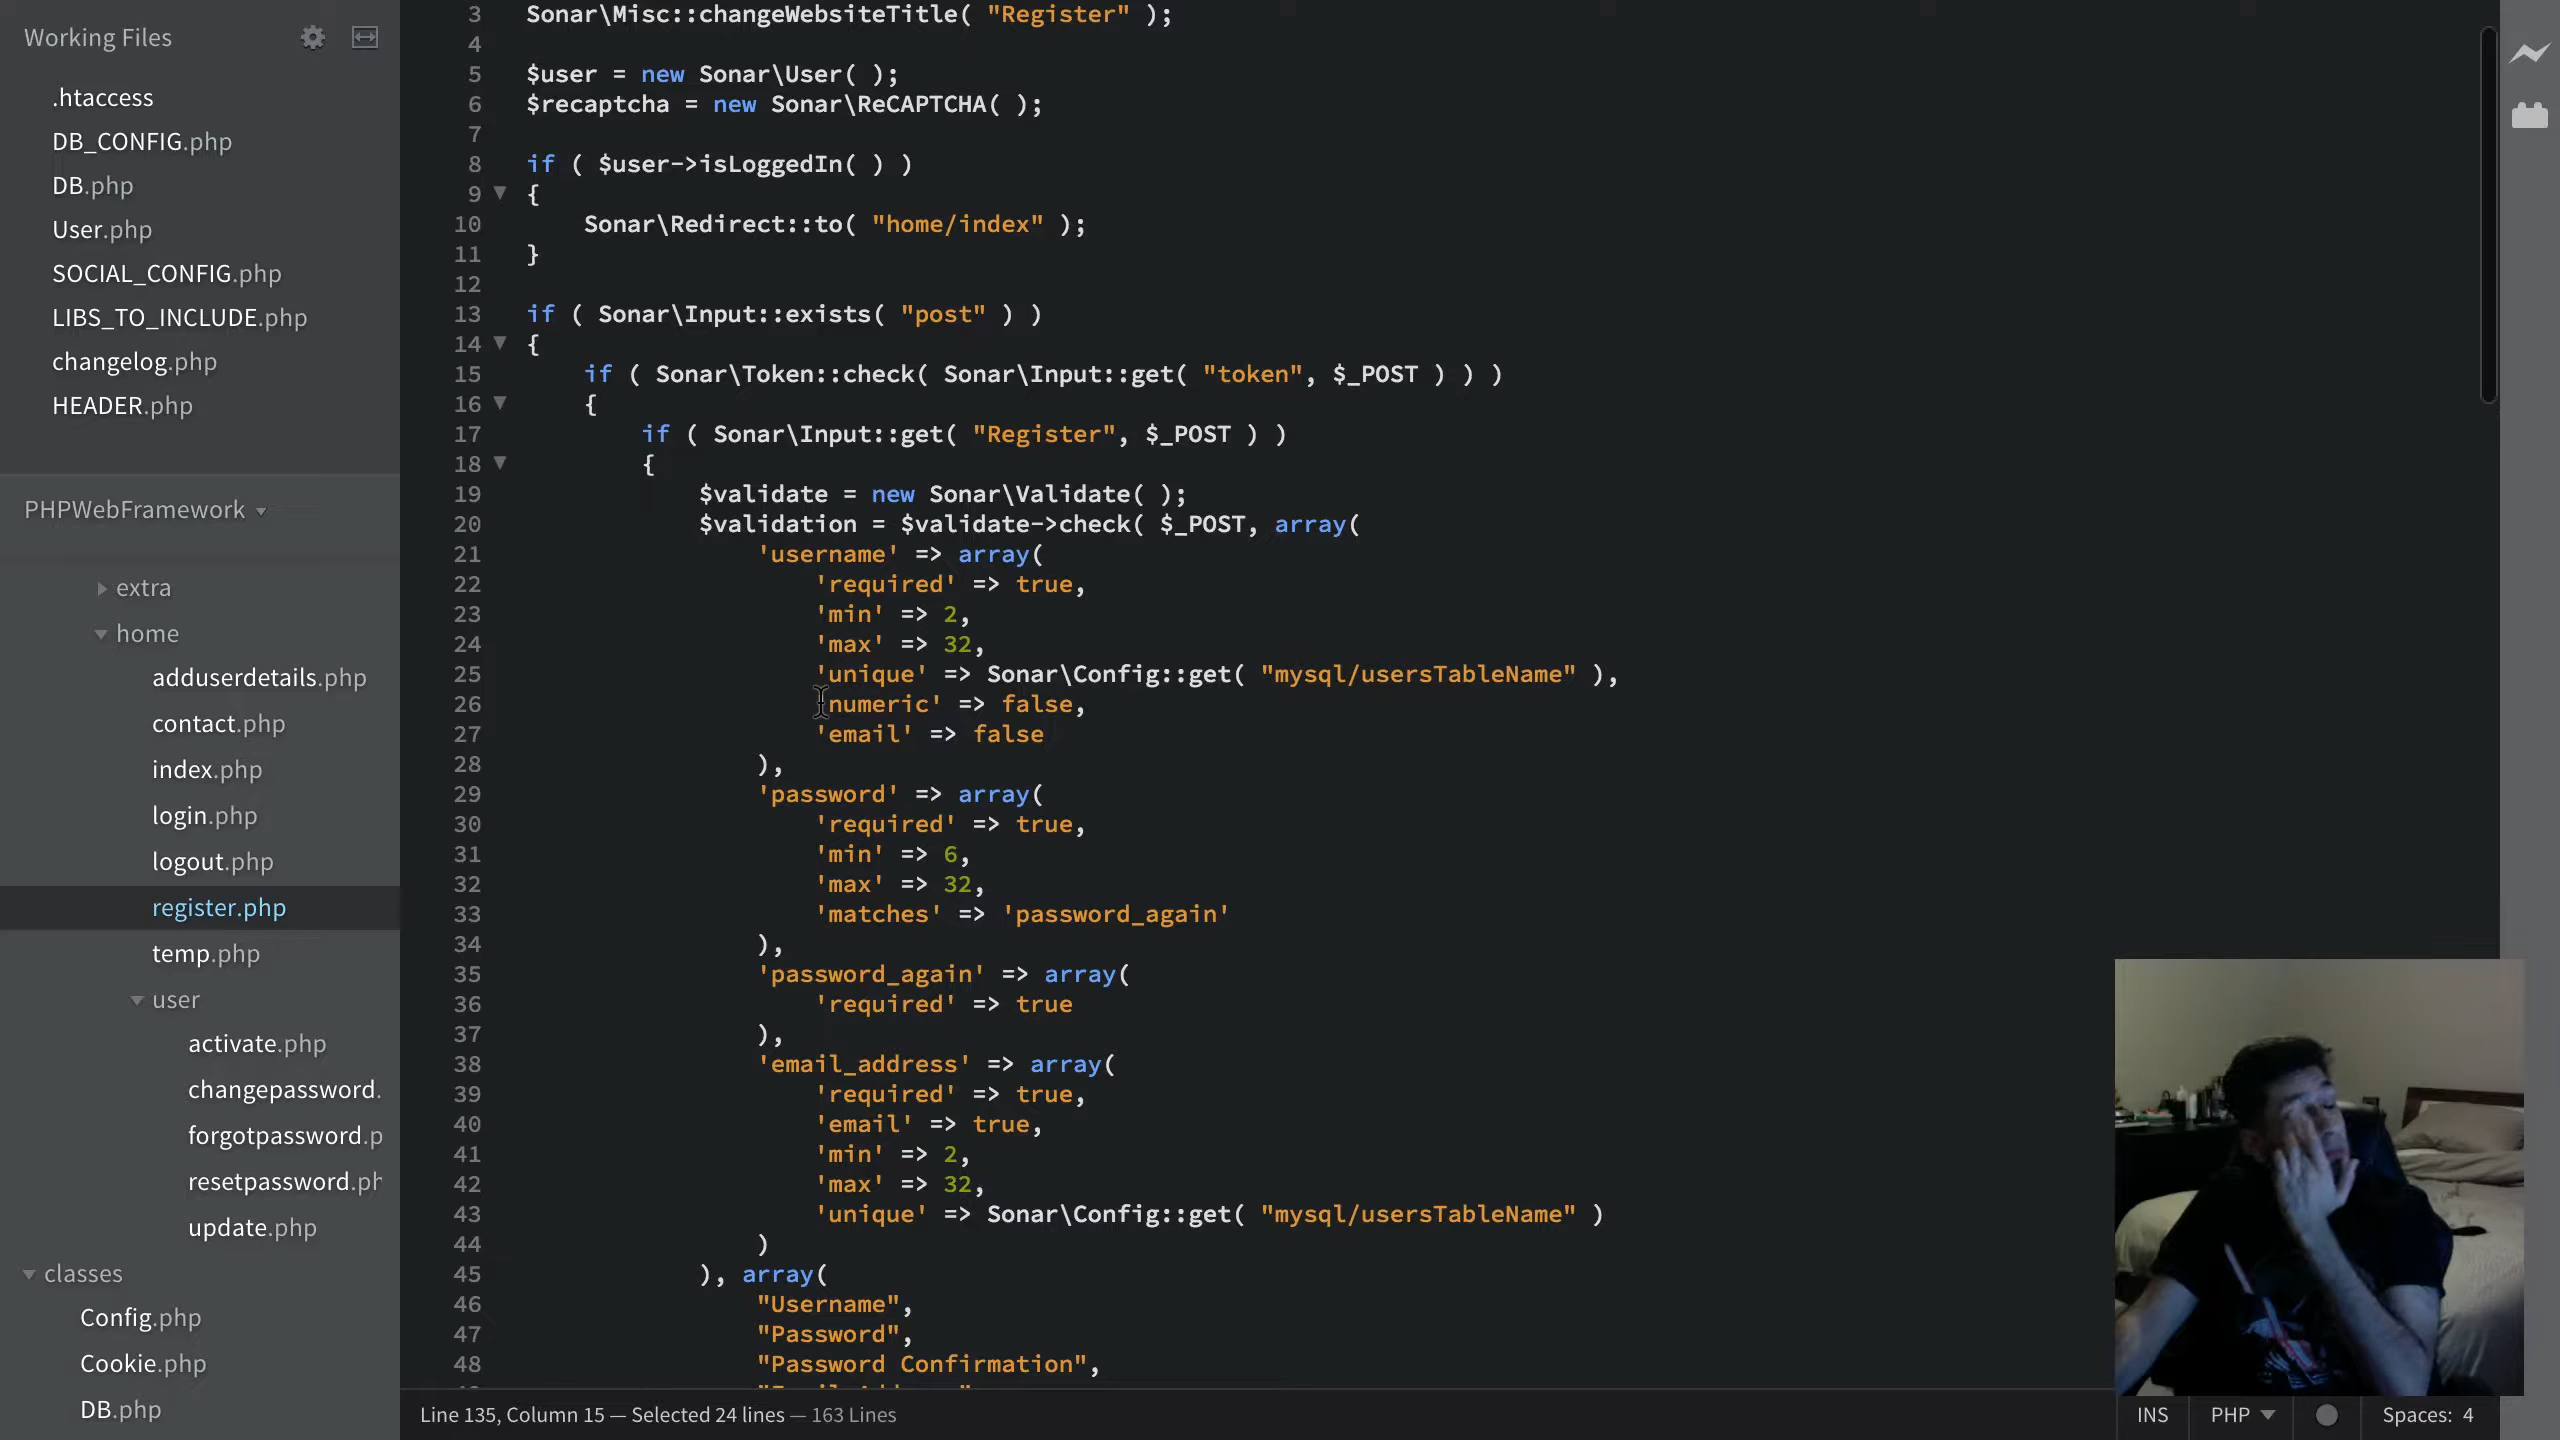 Working Files
.htaccess
DB_CONFIG.php
DB.php
User.php
SOCIAL_CONFIG.php
LIBS_TO_INCLUDE.php
changelog.php
HEADER.php
PHPWebFramework
extra
home
adduserdetails.php
contact.php
index.php
login.php
logout.php
register.php
temp.php
user
activate.php
changepassword.
forgotpassword.p
resetpassword.ph
update.php
classes
Config.php
Cookie.php
DB.php
3 Sonar\Misc::changeWebsiteTitle( "Register" );
4
5 $user = new Sonar\User( );
6 $recaptcha = new Sonar\ReCAPTCHA( );
7
8 if ( $user->isLoggedIn( ) )
9 {
10 Sonar\Redirect::to( "home/index" );
11 }
12
13 if ( Sonar\Input::exists( "post" ) )
14 {
15 if ( Sonar\Token::check( Sonar\Input::get( "token", $_POST ) ) )
16 {
17 if ( Sonar\Input::get( "Register", $_POST ) )
18 {
19 $validate = new Sonar\Validate( );
20 $validation = $validate->check( $_POST, array(
21 'username' => array(
22 'required' => true,
23 'min' => 2,
24 'max' => 32,
25 'unique' => Sonar\Config::get( "mysql/usersTableName" ),
26 'numeric' => false,
27 'email' => false
28 ),
29 'password' => array(
30 'required' => true,
31 'min' => 6,
32 'max' => 32,
33 'matches' => 'password_again'
34 ),
35 'password_again' => array(
36 'required' => true
37 ),
38 'email_address' => array(
39 'required' => true,
40 'email' => true,
41 'min' => 2,
42 'max' => 32,
43 'unique' => Sonar\Config::get( "mysql/usersTableName" )
44 )
45 ), array(
46 "Username",
47 "Password",
48 "Password Confirmation",
Line 135, Column 15 — Selected 24 lines — 163 Lines
INS
PHP
Spaces: 4